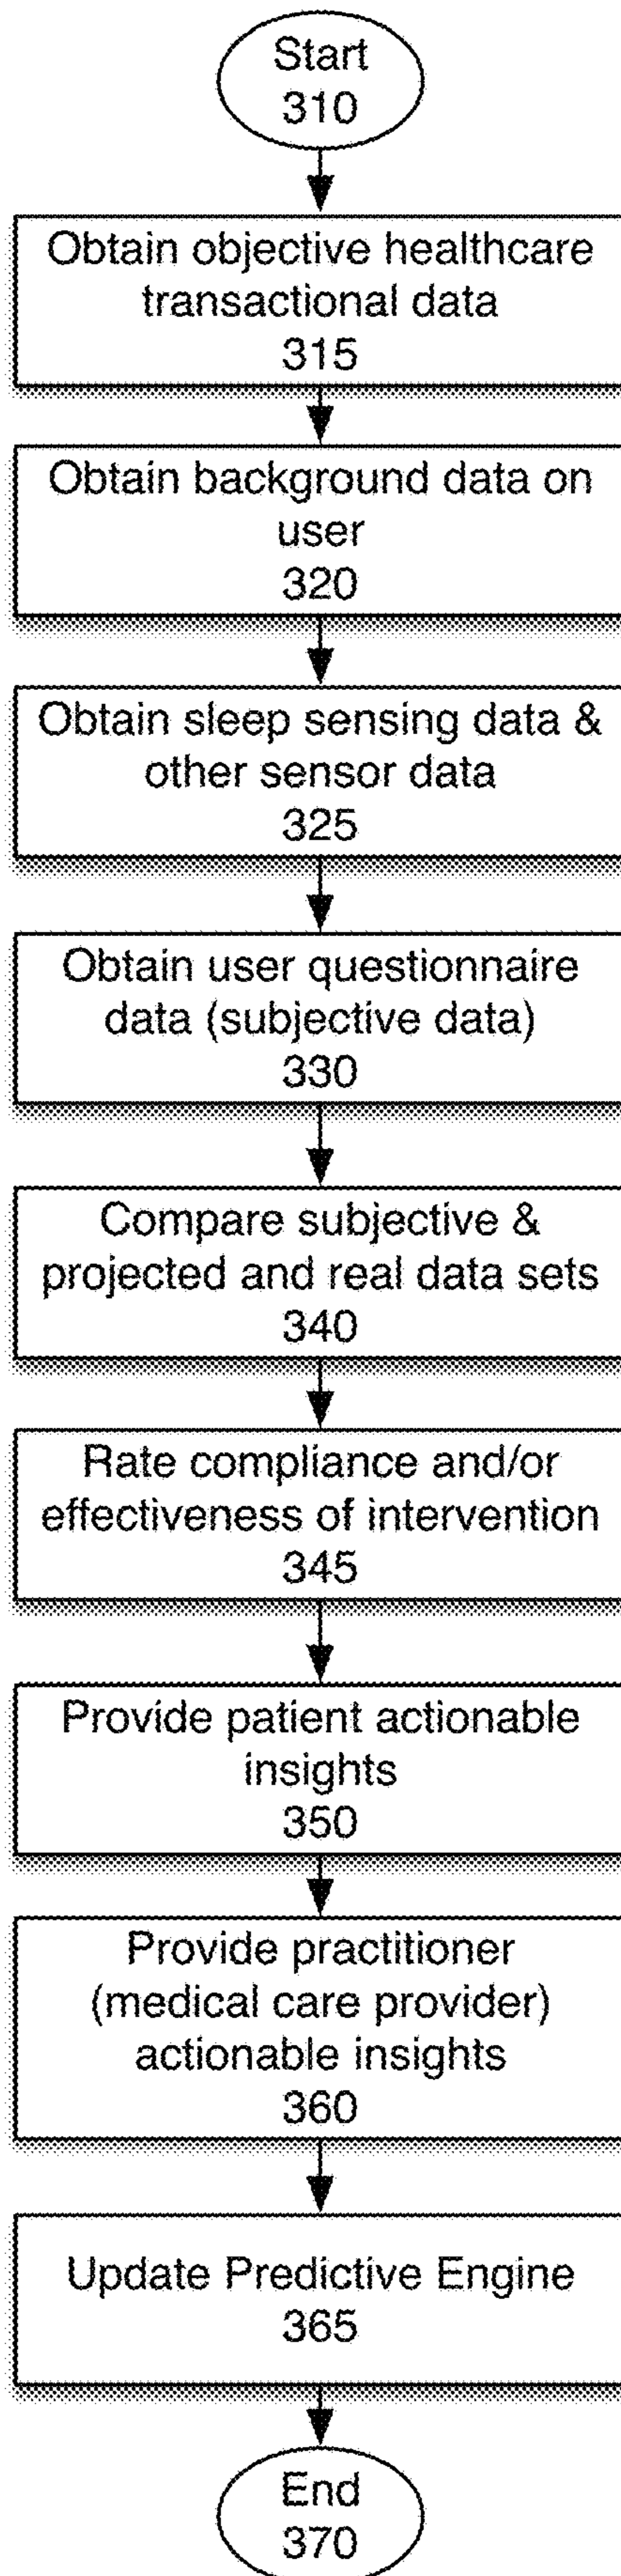 Start
310
Obtain objective healthcare
transactional data
315
Obtain background data on
user
320
Obtain sleep sensing data &
other sensor data
325
Obtain user questionnaire
data (subjective data)
330
Compare subjective &
projected and real data sets
340
Rate compliance and/or
effectiveness of intervention
345
Provide patient actionable
insights
350
Provide practitioner
(medical care provider)
actionable insights
360
Update Predictive Engine
365
End
370